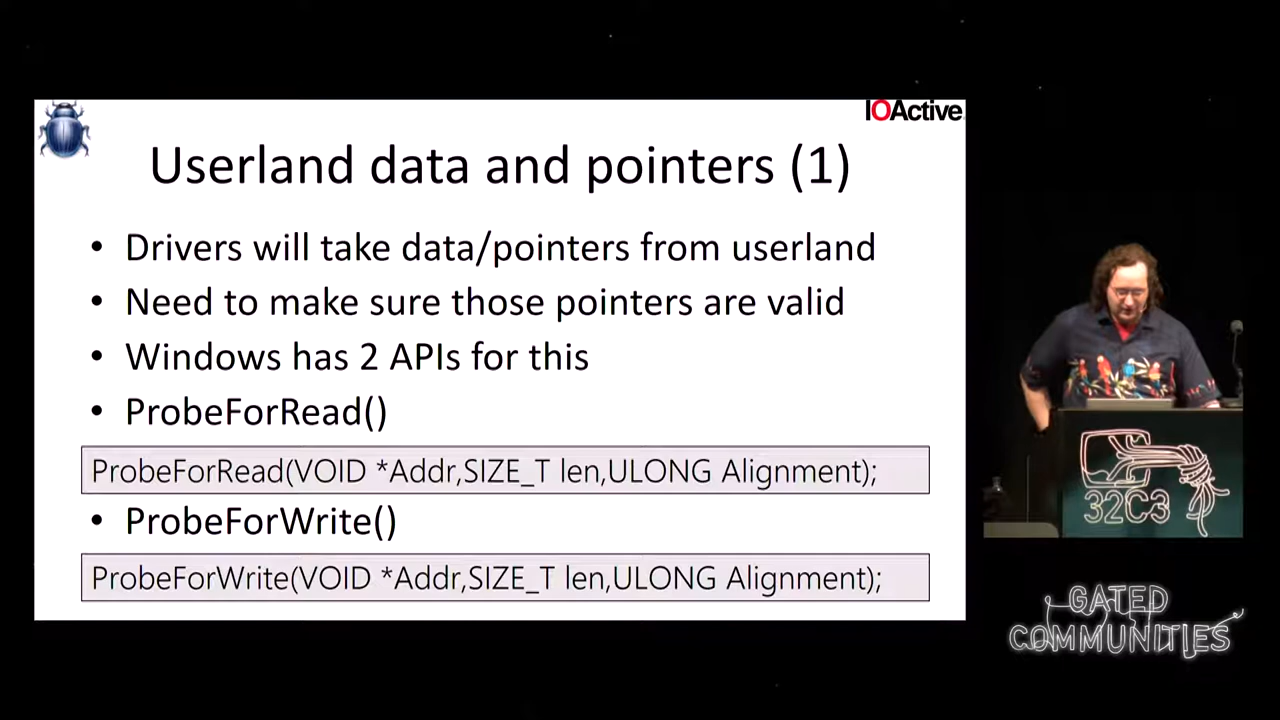 IOActive
Userland data and pointers (1)
• Drivers will take data/pointers from userland
• Need to make sure those pointers are valid
• Windows has 2 APIs for this
• ProbeForRead()
ProbeForRead(VOID *Addr,SIZE_T len,ULONG Alignment);
• ProbeForWrite()
ProbeForWrite(VOID *Addr,SIZE_T len,ULONG Alignment);
32C3
GATED
COMMUNITIES